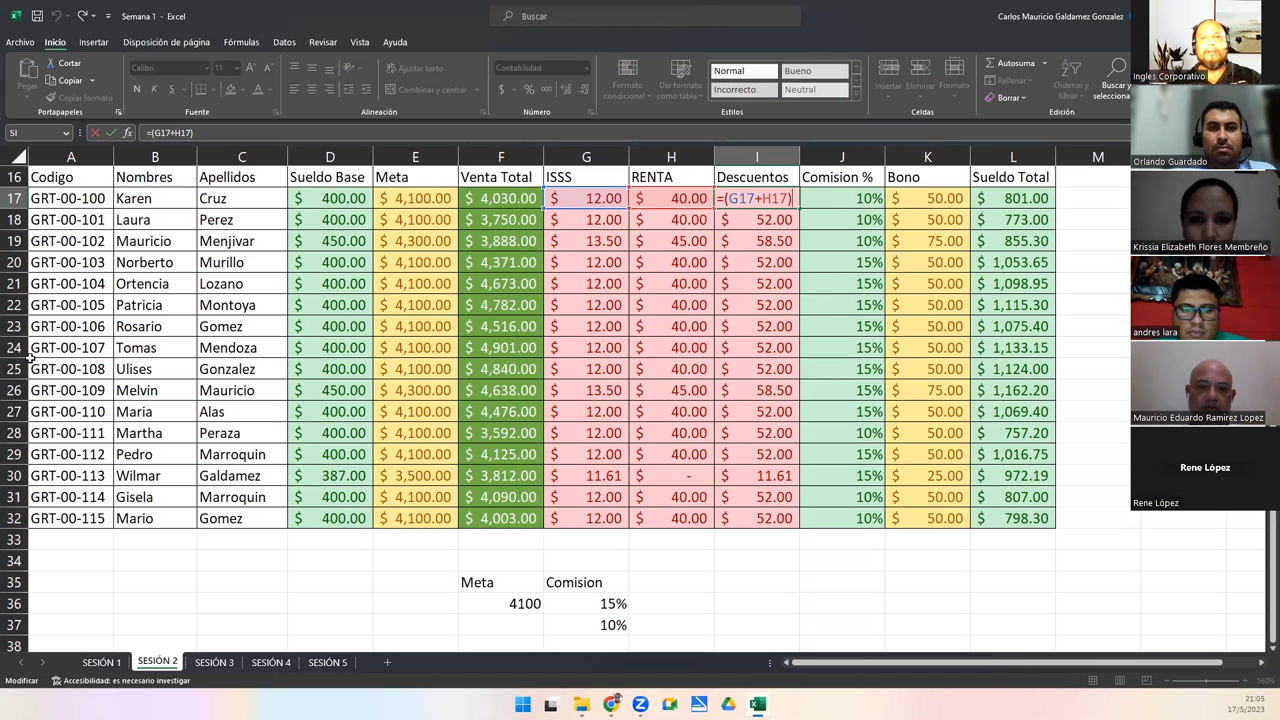 Semana 1 - Excel
Buscar
Carlos Mauricio Galdamez Gonzalez
Archivo Inicio Insertar Disposición de página Fórmulas Datos Revisar Vista Ayuda
Pegar
Cortar
Copiar
Copiar formato
Portapapeles
Calibri 11
N K S
Fuente
Ajustar texto
Combinar y centrar
Alineación
Contabilidad
$ % 000
Número
Formato condicional
Dar formato como tabla
Normal Bueno
Incorrecto Neutral
Estilos
Insertar Eliminar Formato
Celdas
Autosuma
Rellenar
Borrar
Ordenar y filtrar
Buscar y seleccionar
Edición
SI =(G17+H17)
A B C D E F G H I J K L M
16 Codigo Nombres Apellidos Sueldo Base Meta Venta Total ISSS RENTA Descuentos Comision % Bono Sueldo Total
17 GRT-00-100 Karen Cruz $ 400.00 $ 4,100.00 $ 4,030.00 $ 12.00 $ 40.00 =(G17+H17) 10% $ 50.00 $ 801.00
18 GRT-00-101 Laura Perez $ 400.00 $ 4,100.00 $ 3,750.00 $ 12.00 $ 40.00 $ 52.00 10% $ 50.00 $ 773.00
19 GRT-00-102 Mauricio Menjivar $ 450.00 $ 4,300.00 $ 3,888.00 $ 13.50 $ 45.00 $ 58.50 10% $ 75.00 $ 855.30
20 GRT-00-103 Norberto Murillo $ 400.00 $ 4,100.00 $ 4,371.00 $ 12.00 $ 40.00 $ 52.00 15% $ 50.00 $ 1,053.65
21 GRT-00-104 Ortencia Lozano $ 400.00 $ 4,100.00 $ 4,673.00 $ 12.00 $ 40.00 $ 52.00 15% $ 50.00 $ 1,098.95
22 GRT-00-105 Patricia Montoya $ 400.00 $ 4,100.00 $ 4,782.00 $ 12.00 $ 40.00 $ 52.00 15% $ 50.00 $ 1,115.30
23 GRT-00-106 Rosario Gomez $ 400.00 $ 4,100.00 $ 4,516.00 $ 12.00 $ 40.00 $ 52.00 15% $ 50.00 $ 1,075.40
24 GRT-00-107 Tomas Mendoza $ 400.00 $ 4,100.00 $ 4,901.00 $ 12.00 $ 40.00 $ 52.00 15% $ 50.00 $ 1,133.15
25 GRT-00-108 Ulises Gonzalez $ 400.00 $ 4,100.00 $ 4,840.00 $ 12.00 $ 40.00 $ 52.00 15% $ 50.00 $ 1,124.00
26 GRT-00-109 Melvin Mauricio $ 450.00 $ 4,300.00 $ 4,638.00 $ 13.50 $ 45.00 $ 58.50 15% $ 75.00 $ 1,162.20
27 GRT-00-110 Maria Alas $ 400.00 $ 4,100.00 $ 4,476.00 $ 12.00 $ 40.00 $ 52.00 15% $ 50.00 $ 1,069.40
28 GRT-00-111 Martha Peraza $ 400.00 $ 4,100.00 $ 3,592.00 $ 12.00 $ 40.00 $ 52.00 10% $ 50.00 $ 757.20
29 GRT-00-112 Pedro Marroquin $ 400.00 $ 4,100.00 $ 4,125.00 $ 12.00 $ 40.00 $ 52.00 15% $ 50.00 $ 1,016.75
30 GRT-00-113 Wilmar Galdamez $ 387.00 $ 3,500.00 $ 3,812.00 $ 11.61 $ - $ 11.61 15% $ 25.00 $ 972.19
31 GRT-00-114 Gisela Marroquin $ 400.00 $ 4,100.00 $ 4,090.00 $ 12.00 $ 40.00 $ 52.00 10% $ 50.00 $ 807.00
32 GRT-00-115 Mario Gomez $ 400.00 $ 4,100.00 $ 4,003.00 $ 12.00 $ 40.00 $ 52.00 10% $ 50.00 $ 798.30
33
34
35 Meta Comision
36 4100 15%
37 10%
38
SESIÓN 1 SESIÓN 2 SESIÓN 3 SESIÓN 4 SESIÓN 5
Modificar Accesibilidad: es necesario investigar 160%
21:05
17/5/2023
Ingles Corporativo
Orlando Guardado
Krissia Elizabeth Flores Membreño
andres lara
Mauricio Eduardo Ramirez Lopez
Rene López
Rene López